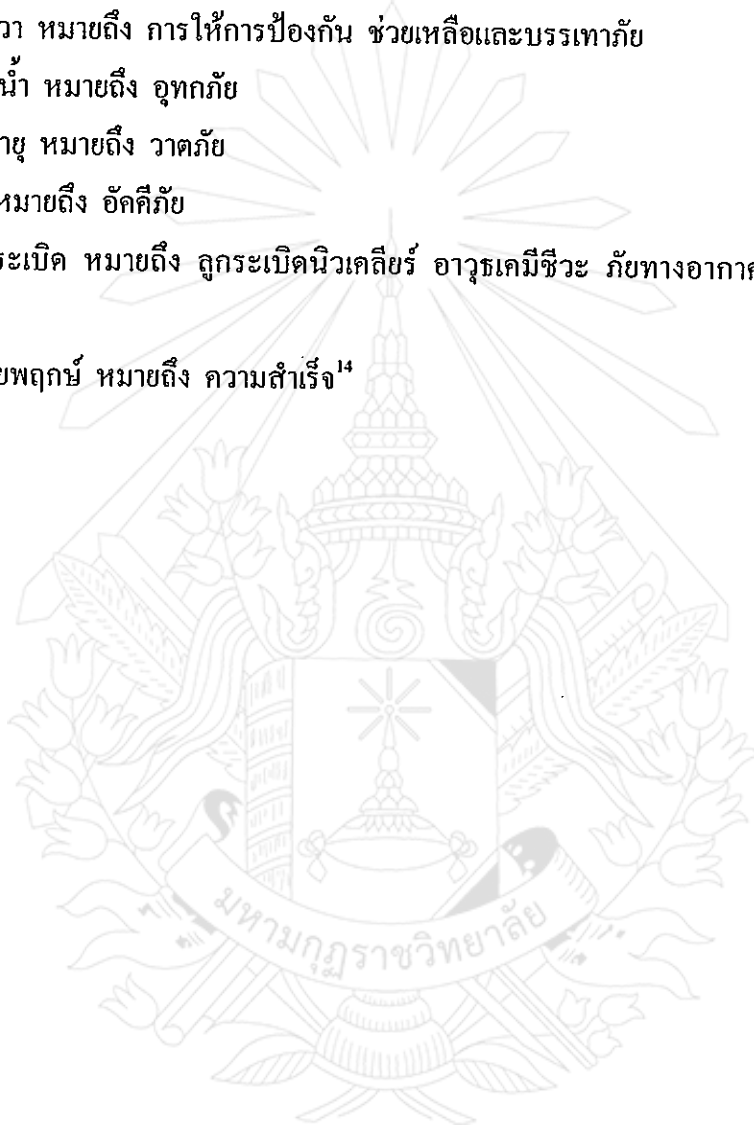 วา หมายถึง การให้การป้องกัน ช่วยเหลือและบรรเทาภัย
น้ำ หมายถึง อุทกภัย
ายุ หมายถึง วาตภัย
หมายถึง อัคคีภัย
ระเบิด หมายถึง ลูกระเบิดนิวเคลียร์ อาวุธเคมีชีวะ ภัยทางอากาศ
ยพฤกษ์ หมายถึง ความสำเร็จ¹⁴
มหามกุฏราชวิทยาลัย